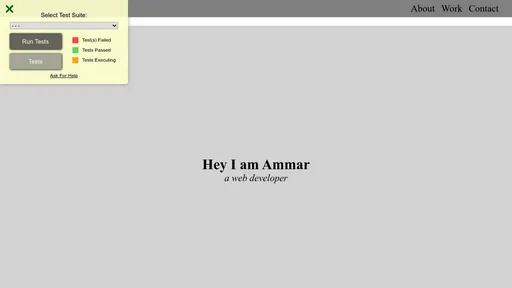 About Work Contact
Select Test Suite:
- - -
Run Tests
Test(s) Failed
Tests Passed
Tests
Tests Executing
Ask For Help
Hey I am Ammar
a web developer